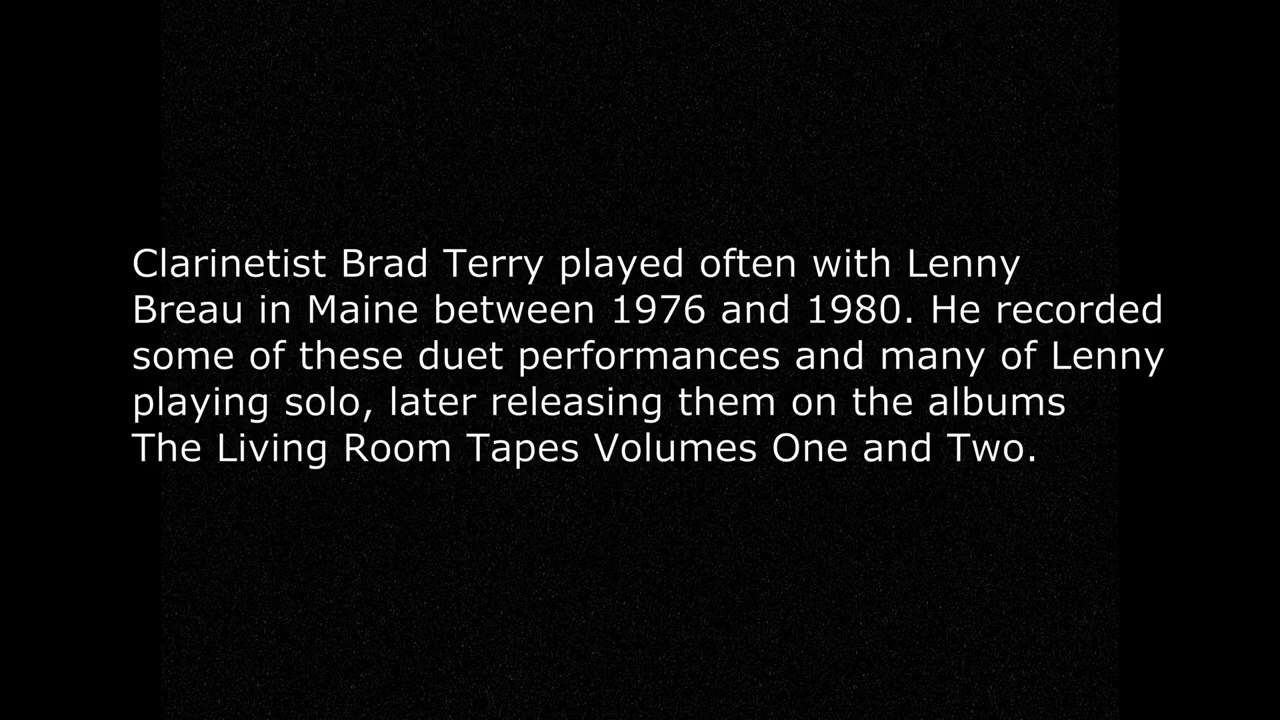 Clarinetist Brad Terry played often with Lenny
Breau in Maine between 1976 and 1980. He recorded
some of these duet performances and many of Lenny
playing solo, later releasing them on the albums
The Living Room Tapes Volumes One and Two.